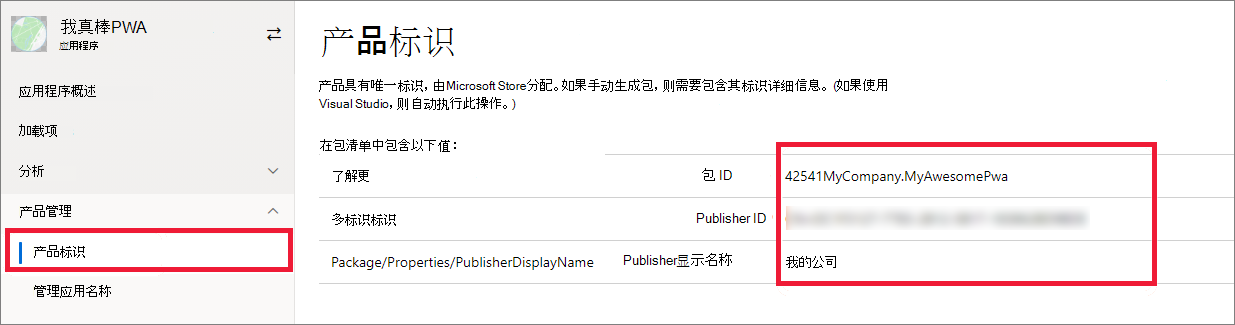 我真棒PWA
应用程序
应用程序概述
加载项
分析
产品管理
产品标识
管理应用名称
产品标识
产品具有唯一标识，由Microsoft Store分配。如果手动生成包，则需要包含其标识详细信息。(如果使用
Visual Studio，则自动执行此操作。)
在包清单中包含以下值：
了解更 包 ID 42541MyCompany.MyAwesomePwa
多标识标识 Publisher ID
Package/Properties/PublisherDisplayName Publisher显示名称 我的公司